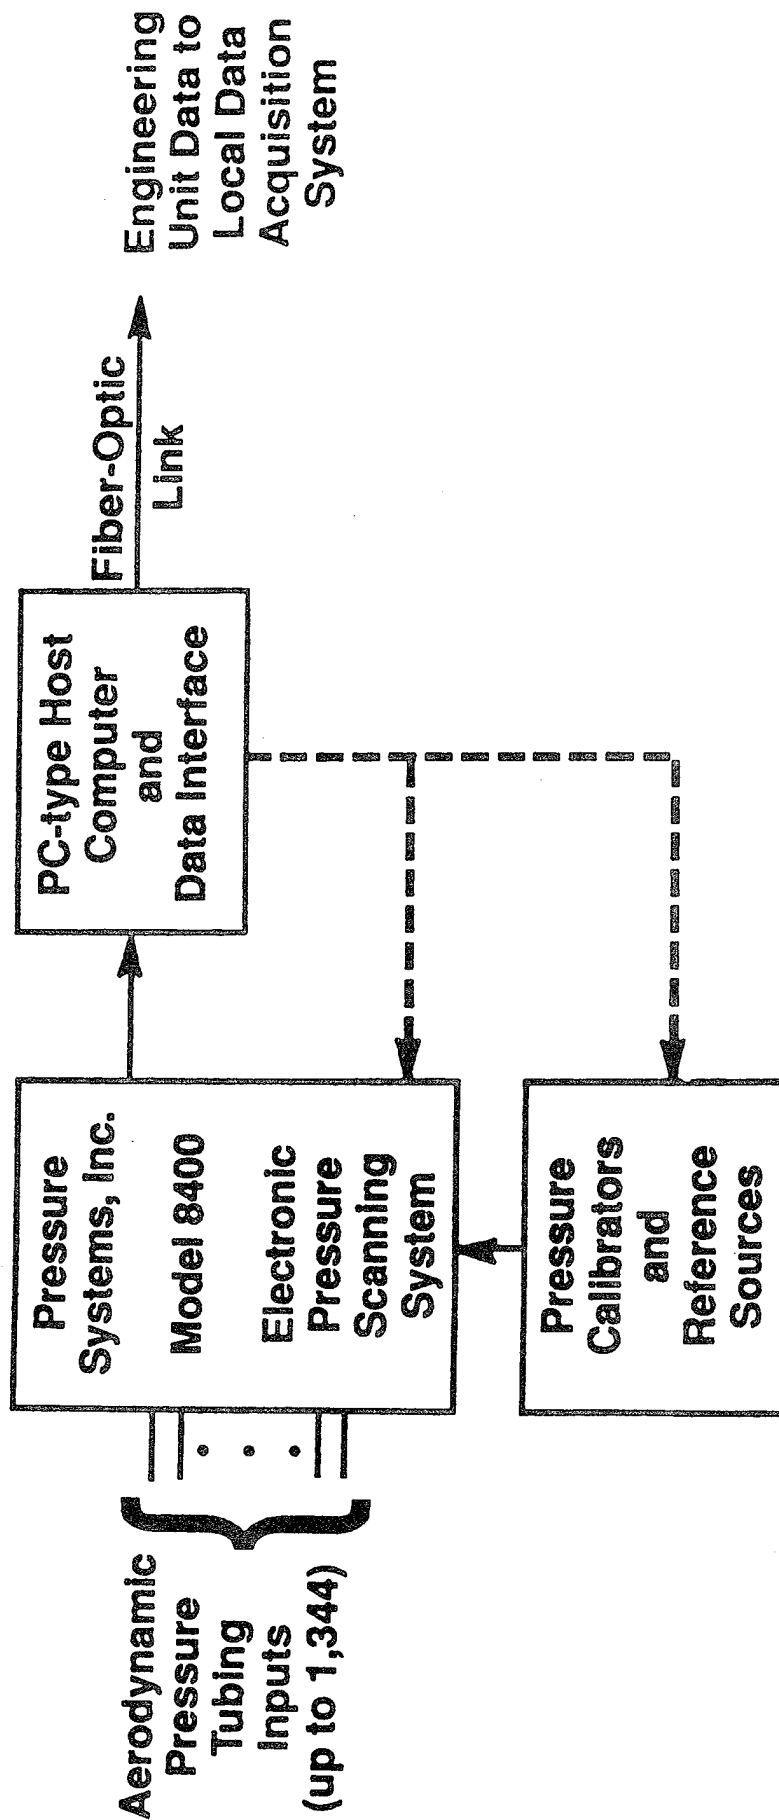 Aerodynamic
Pressure
Tubing
Inputs
(up to 1,344)
Pressure
Systems, Inc.
Model 8400
Electronic
Pressure
Scanning
System
Pressure
Calibrators
and
Reference
Sources
PC-type Host
Computer
and
Data Interface
Fiber-Optic
Link
Engineering
Unit Data to
Local Data
Acquisition
System